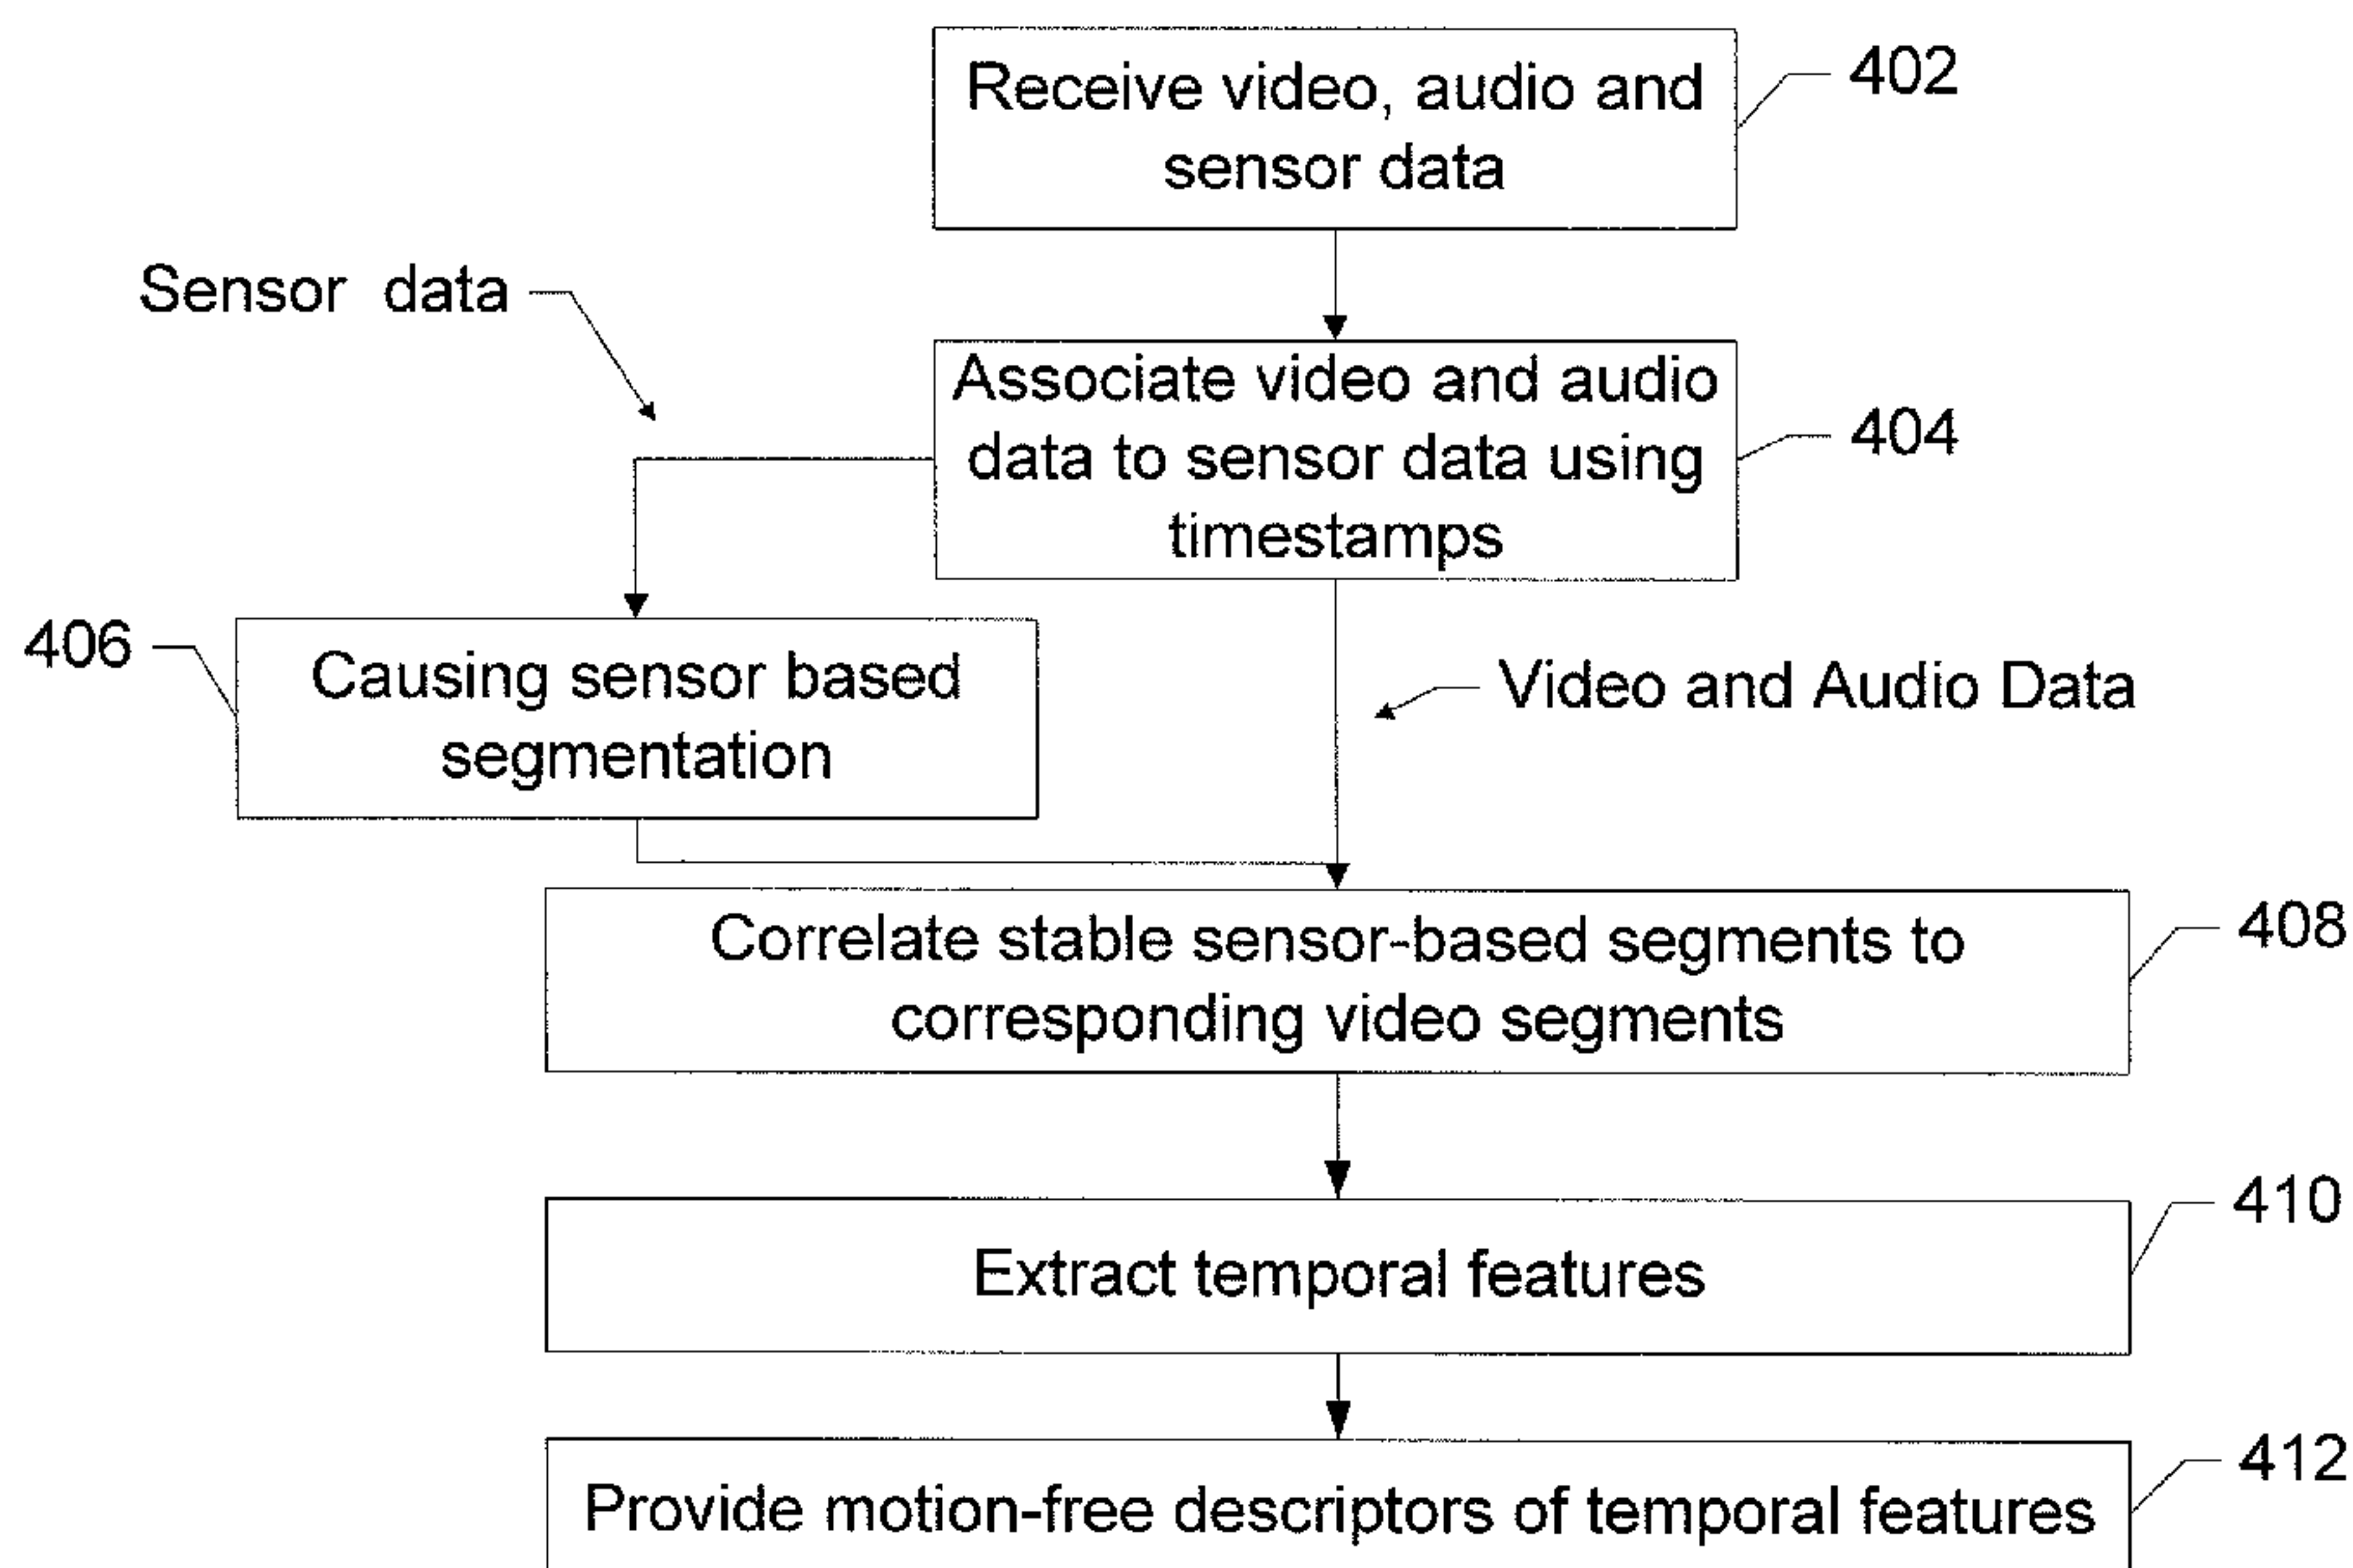 Receive video, audio and
sensor data
402
Sensor data
Associate video and audio
data to sensor data using
timestamps
404
406
Causing sensor based
segmentation
Video and Audio Data
Correlate stable sensor-based segments to
corresponding video segments
408
Extract temporal features
410
Provide motion-free descriptors of temporal features
412